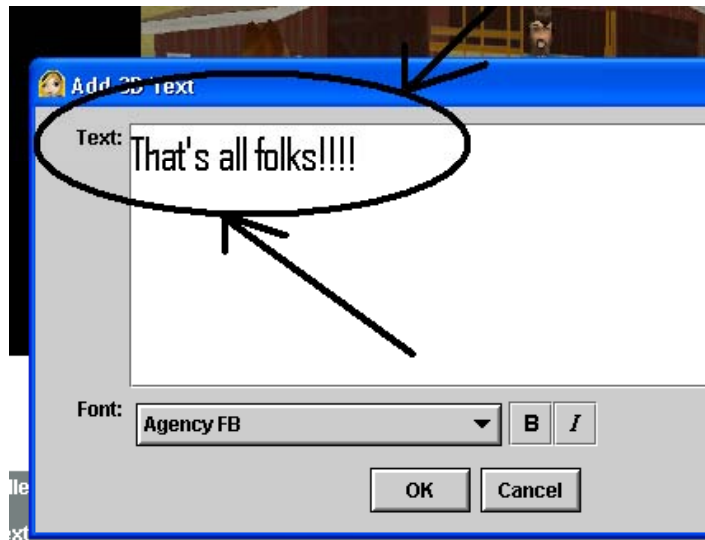 Add 3D Text
Text:
That's all folks!!!!
Font:
Agency FB
B
I
OK
Cancel